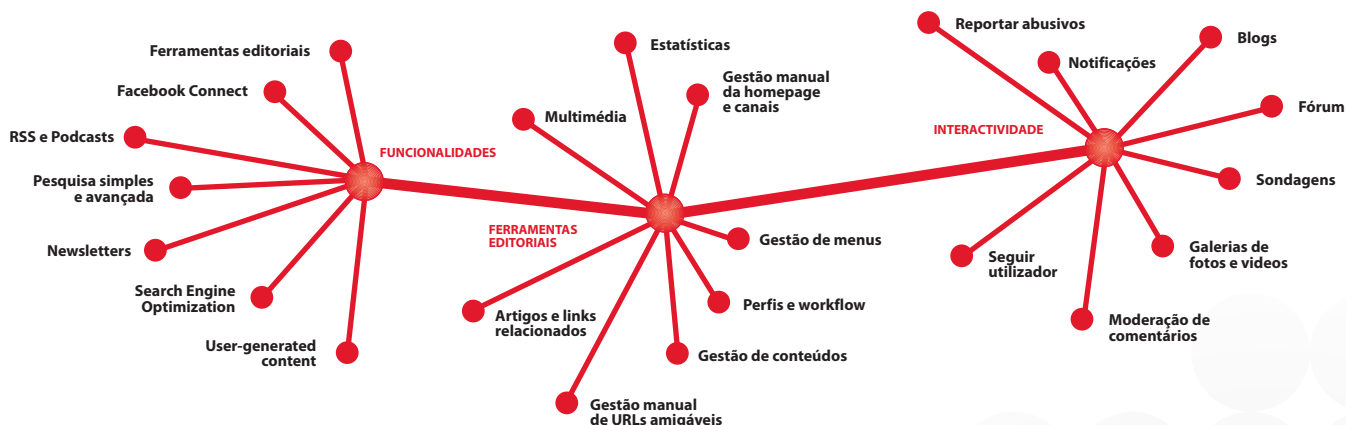 Ferramentas editoriais
Facebook Connect
RSS e Podcasts
FUNCIONALIDADES
Pesquisa simples
e avançada
Newsletters
Search Engine
Optimization
User-generated
content
Estatísticas
Gestão manual
da homepage
e canais
Multimédia
FERRAMENTAS
EDITORIAIS
Gestão de menus
Perfis e workflow
Artigos e links
relacionados
Gestão de conteúdos
Gestão manual
de URLs amigáveis
Reportar abusivos
Blogs
Notificações
Fórum
INTERACTIVIDADE
Sondagens
Galerias de
fotos e videos
Seguir
utilizador
Moderação de
comentários